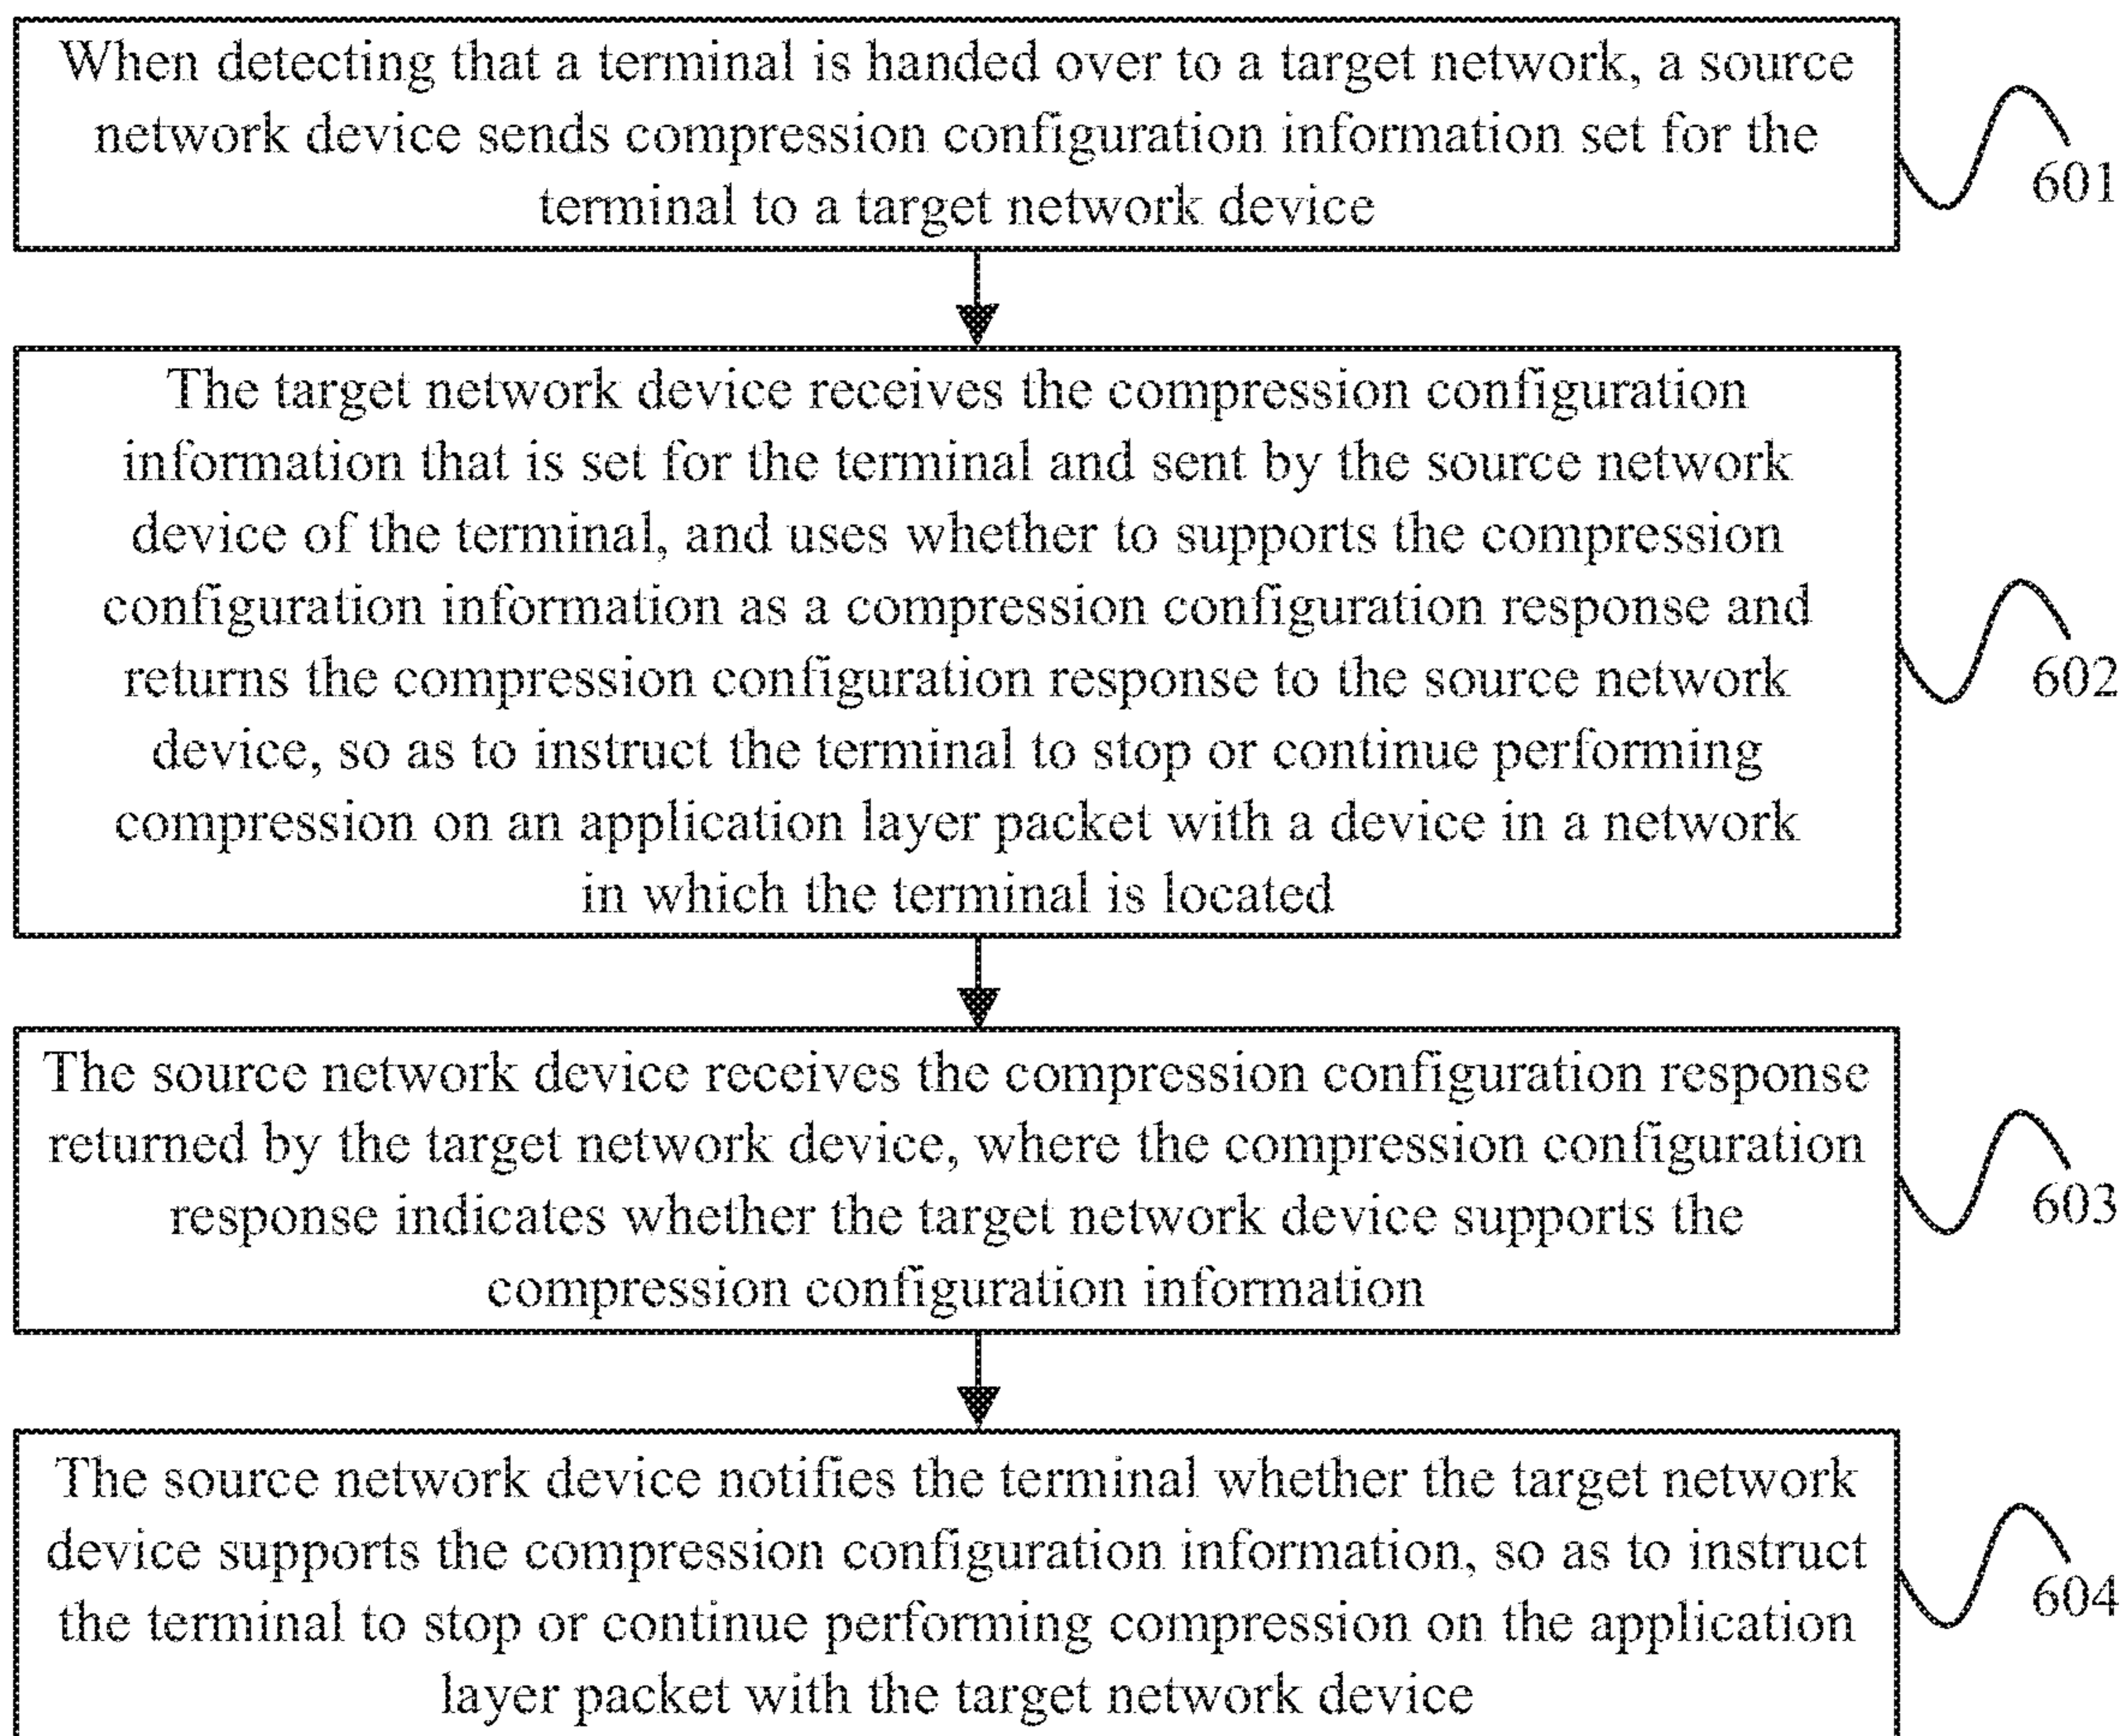 When detecting that a terminal is handed over to a target network, a source
network device sends compression configuration information set for the
terminal to a target network device
601
The target network device receives the compression configuration
information that is set for the terminal and sent by the source network
device of the terminal, and uses whether to supports the compression
configuration information as a compression configuration response and
returns the compression configuration response to the source network
device, so as to instruct the terminal to stop or continue performing
compression on an application layer packet with a device in a network
in which the terminal is located
602
The source network device receives the compression configuration response
returned by the target network device, where the compression configuration
response indicates whether the target network device supports the
compression configuration information
603
The source network device notifies the terminal whether the target network
device supports the compression configuration information, so as to instruct
the terminal to stop or continue performing compression on the application
layer packet with the target network device
604